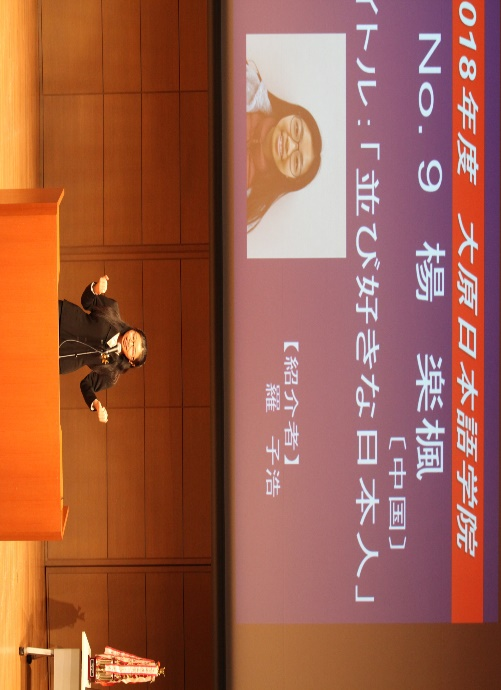 018年度 大原日本語学院
No. 9 楊 楽楓
〔中国〕
イトル:「並び好きな日本人」
【紹介者】
羅 子浩